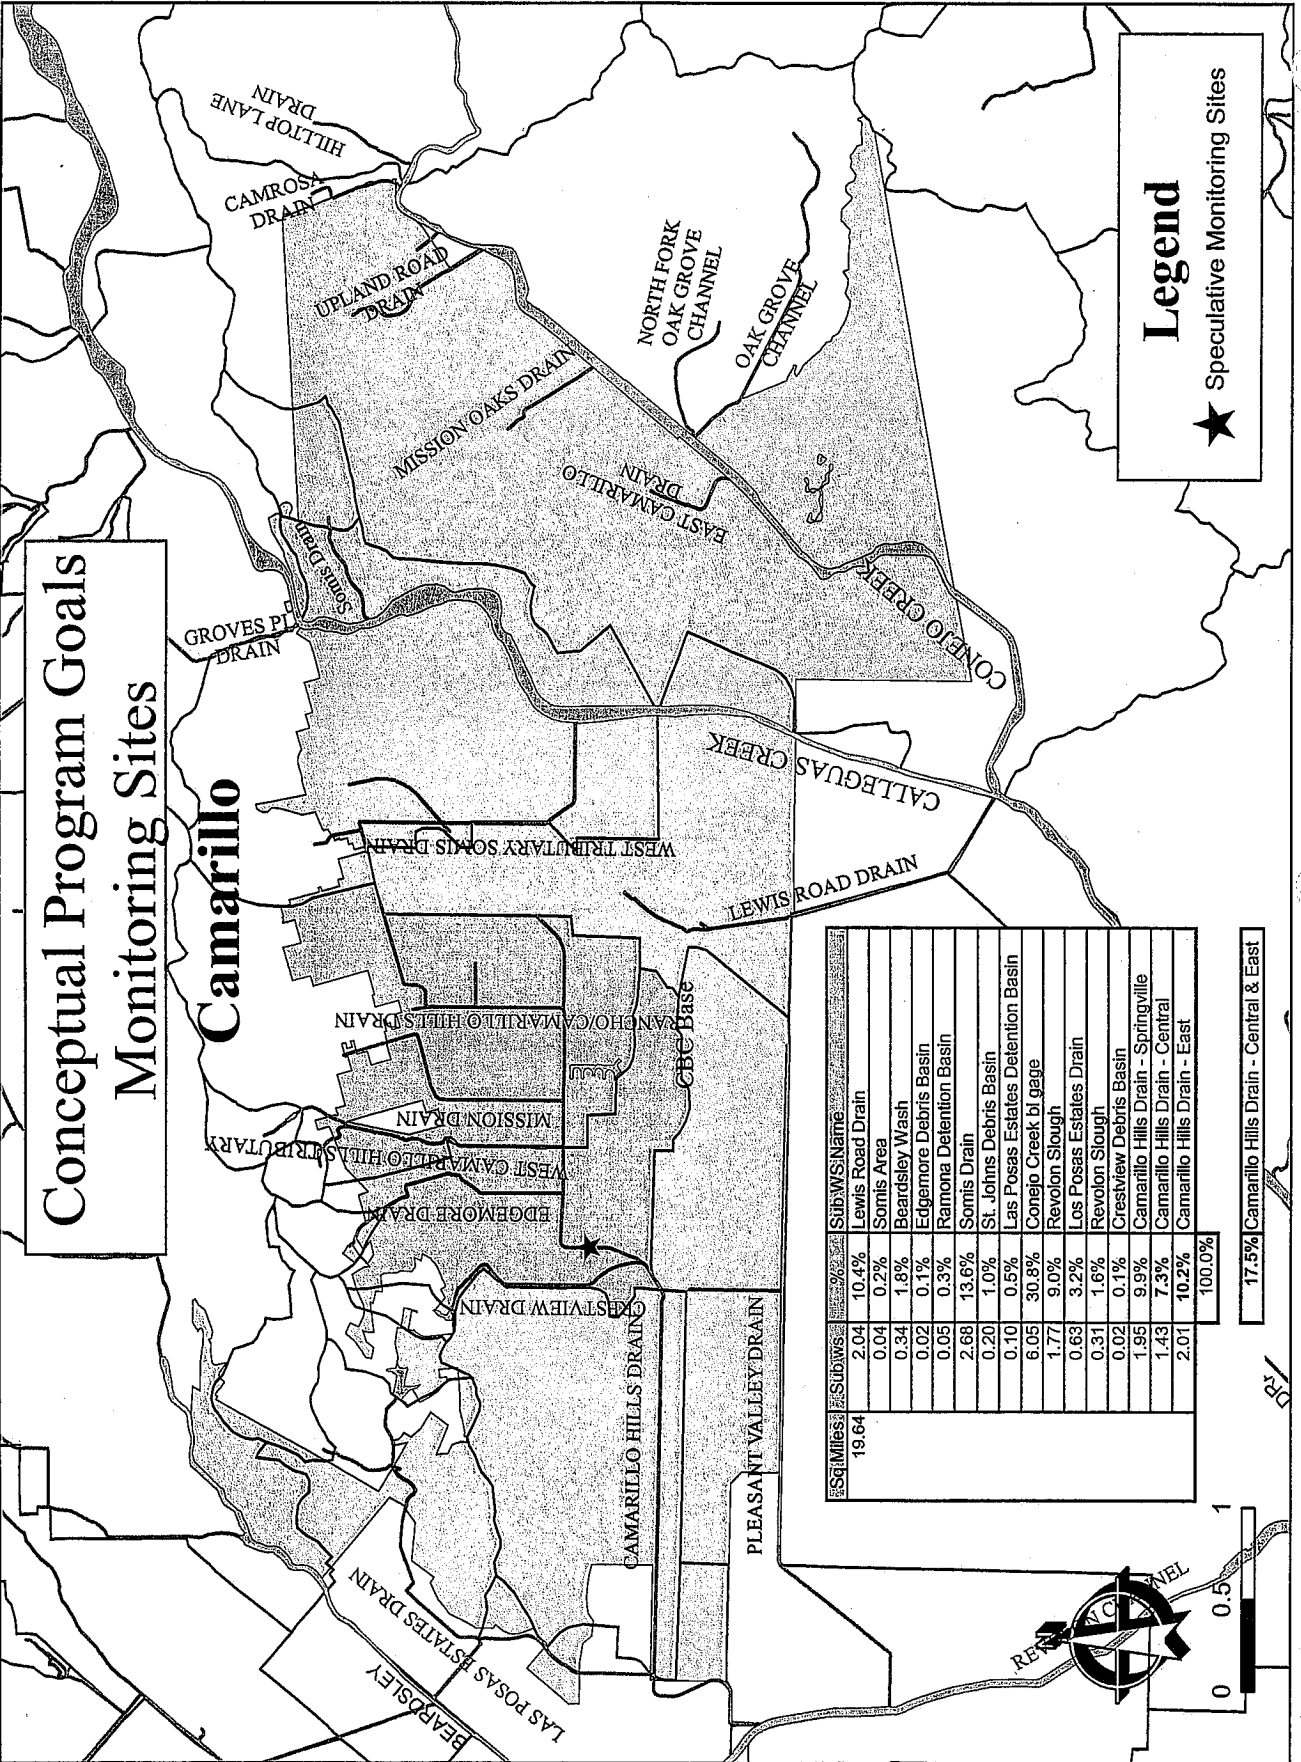 Conceptual Program Goals
Monitoring Sites
Camarillo
HILLTOP LANE
DRAIN
CAMROSA
DRAIN
UPLAND ROAD
DRAIN
MISSION OAKS DRAIN
NORTH FORK
OAK GROVE
CHANNEL
OAK GROVE
CHANNEL
EAST CAMARILLO
DRAIN
Somis Drain
GROVES PL
DRAIN
CONEJO CREEK
CALLEGUAS CREEK
WEST TRIBUTARY SOMIS DRAIN
LEWIS ROAD DRAIN
RANCHO/CAMARILLO HILLS DRAIN
CBC Base
MISSION DRAIN
WEST CAMARILLO HILLS TRIBUTARY
EDGEMORE DRAIN
CRESTVIEW DRAIN
CAMARILLO HILLS DRAIN
PLEASANT VALLEY DRAIN
LAS POSAS ESTATES DRAIN
BEARDSLEY
DR
Legend
Speculative Monitoring Sites
Sq Miles Subws % Sub WS Name
19.64 2.04 10.4% Lewis Road Drain
0.04 0.2% Somis Area
0.34 1.8% Beardsley Wash
0.02 0.1% Edgemore Debris Basin
0.05 0.3% Ramona Detention Basin
2.68 13.6% Somis Drain
0.20 1.0% St. Johns Debris Basin
0.10 0.5% Las Posas Estates Detention Basin
6.05 30.8% Conejo Creek bl gage
1.77 9.0% Revolon Slough
0.63 3.2% Los Posas Estates Drain
0.31 1.6% Revolon Slough
0.02 0.1% Crestview Debris Basin
1.95 9.9% Camarillo Hills Drain - Springville
1.43 7.3% Camarillo Hills Drain - Central
2.01 10.2% Camarillo Hills Drain - East
100.0%
17.5% Camarillo Hills Drain - Central & East
N
0 0.5 1